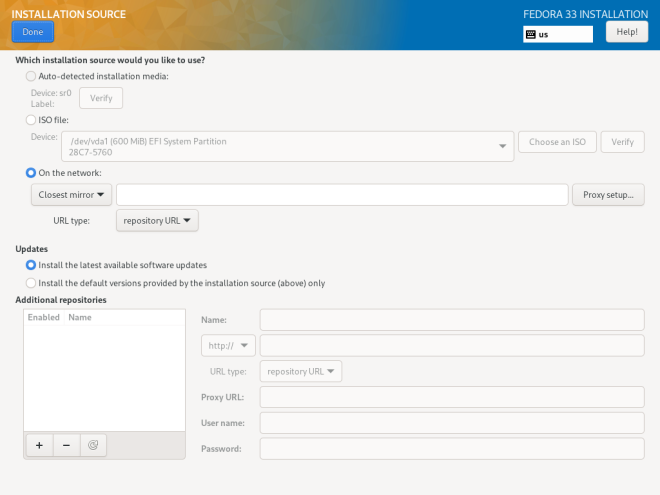 INSTALLATION SOURCE
FEDORA 33 INSTALLATION
Done
us
Help!
Which installation source would you like to use?
Auto-detected installation media:
Device: sr0
Label:
Verify
ISO file:
Device:
/dev/vda1 (600 MiB) EFI System Partition
28C7-5760
Choose an ISO
Verify
On the network:
Closest mirror
Proxy setup...
URL type:
repository URL
Updates
Install the latest available software updates
Install the default versions provided by the installation source (above) only
Additional repositories
Enabled Name
Name:
http://
URL type:
repository URL
Proxy URL:
User name:
Password:
+ −